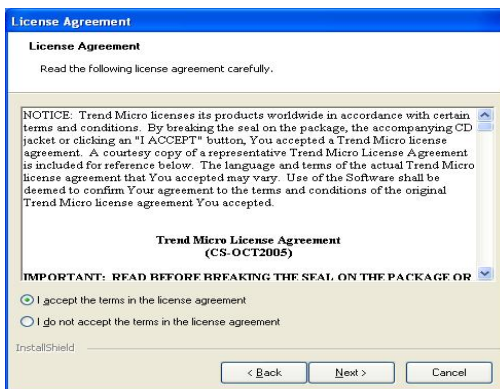 License Agreement
License Agreement
Read the following license agreement carefully.
NOTICE: Trend Micro licenses its products worldwide in accordance with certain
terms and conditions. By breaking the seal on the package, the accompanying CD
jacket or clicking an "I ACCEPT" button, You accepted a Trend Micro license
agreement. A courtesy copy of a representative Trend Micro License Agreement
is included for reference below. The language and terms of the actual Trend Micro
license agreement that You accepted may vary. Use of the Software shall be
deemed to confirm Your agreement to the terms and conditions of the original
Trend Micro license agreement You accepted.
Trend Micro License Agreement
(CS-OCT2005)
IMPORTANT: READ BEFORE BREAKING THE SEAL ON THE PACKAGE OR
I accept the terms in the license agreement
I do not accept the terms in the license agreement
InstallShield
< Back
Next >
Cancel